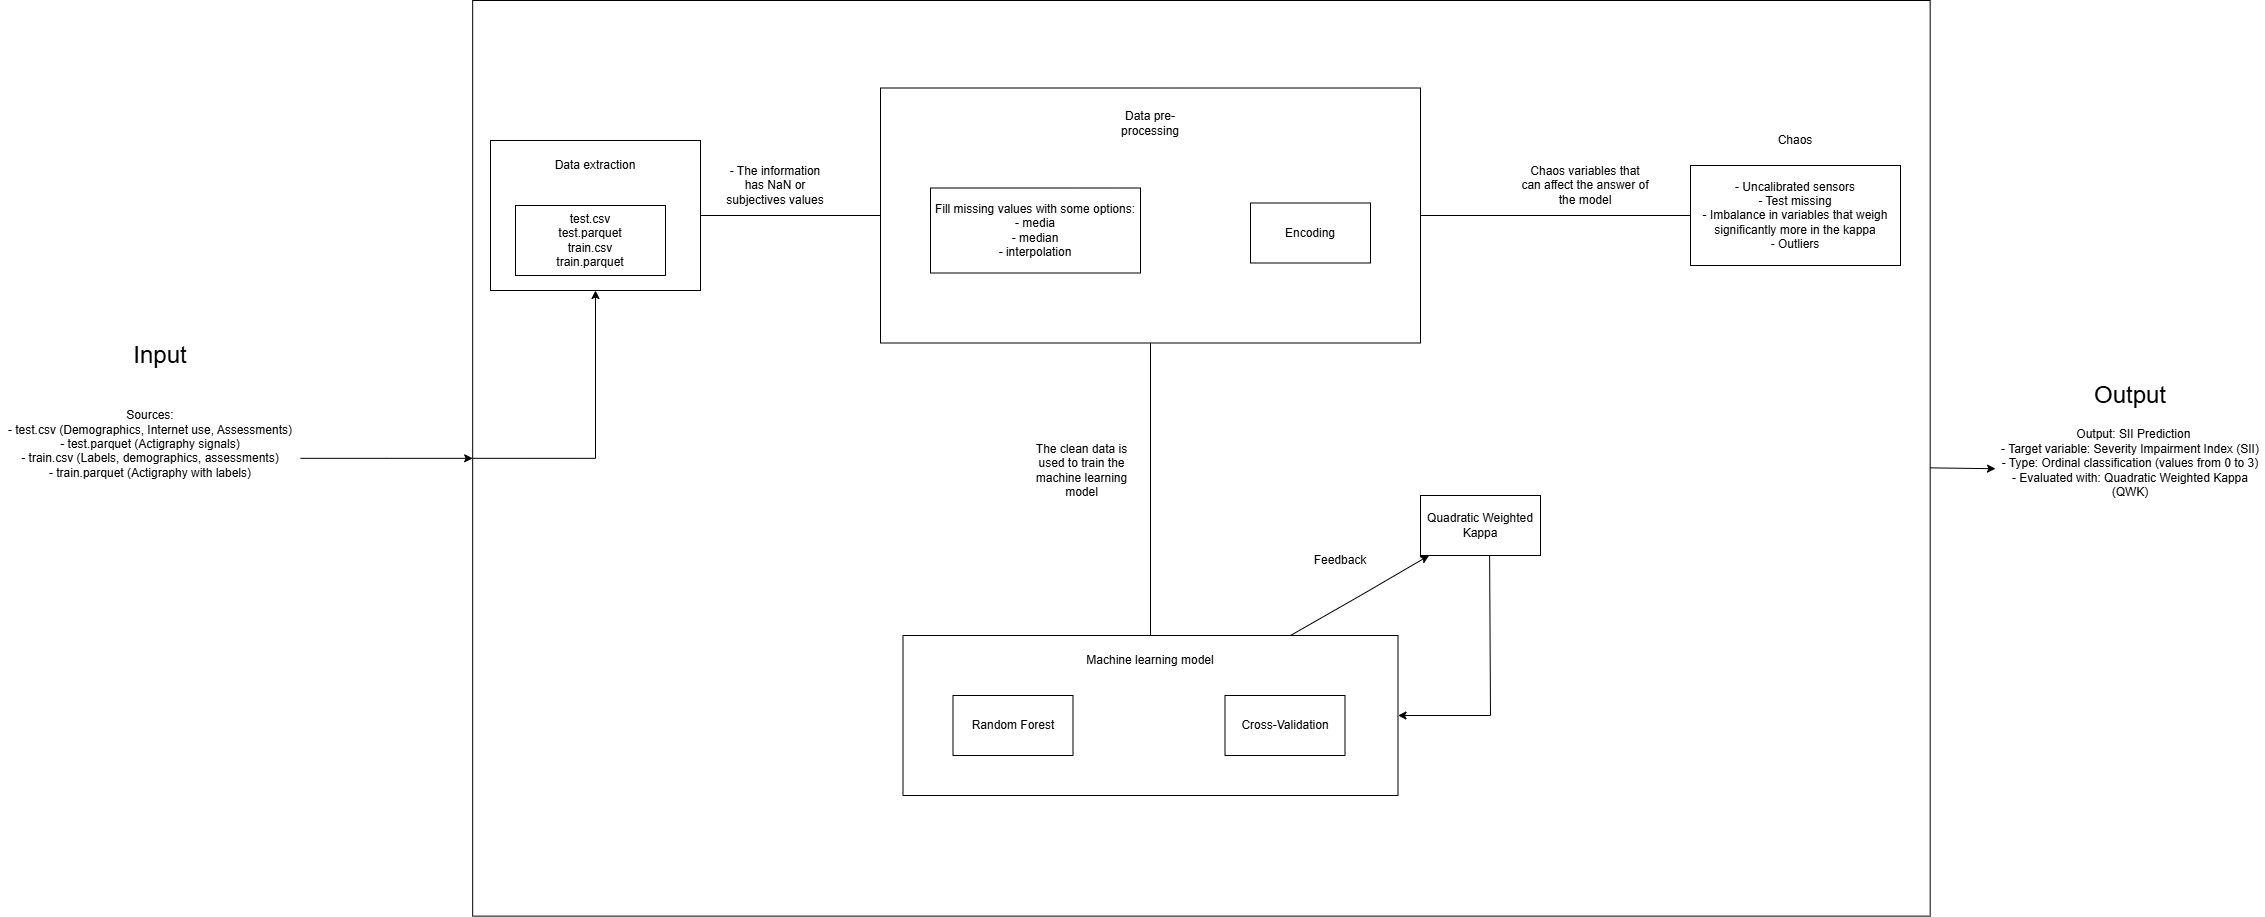 Input
Sources:
- test.csv (Demographics, Internet use, Assessments)
- test.parquet (Actigraphy signals)
- train.csv (Labels, demographics, assessments)
- train.parquet (Actigraphy with labels)
Data extraction
test.csv
test.parquet
train.csv
train.parquet
- The information
has NaN or
subjectives values
Data pre-
processing
Fill missing values with some options:
- media
- median
- interpolation
Encoding
Chaos variables that
can affect the answer of
the model
Chaos
- Uncalibrated sensors
- Test missing
- Imbalance in variables that weigh
significantly more in the kappa
- Outliers
The clean data is
used to train the
machine learning
model
Feedback
Quadratic Weighted
Kappa
Machine learning model
Random Forest
Cross-Validation
Output
Output: SII Prediction
- Target variable: Severity Impairment Index (SII)
- Type: Ordinal classification (values from 0 to 3)
- Evaluated with: Quadratic Weighted Kappa
(QWK)